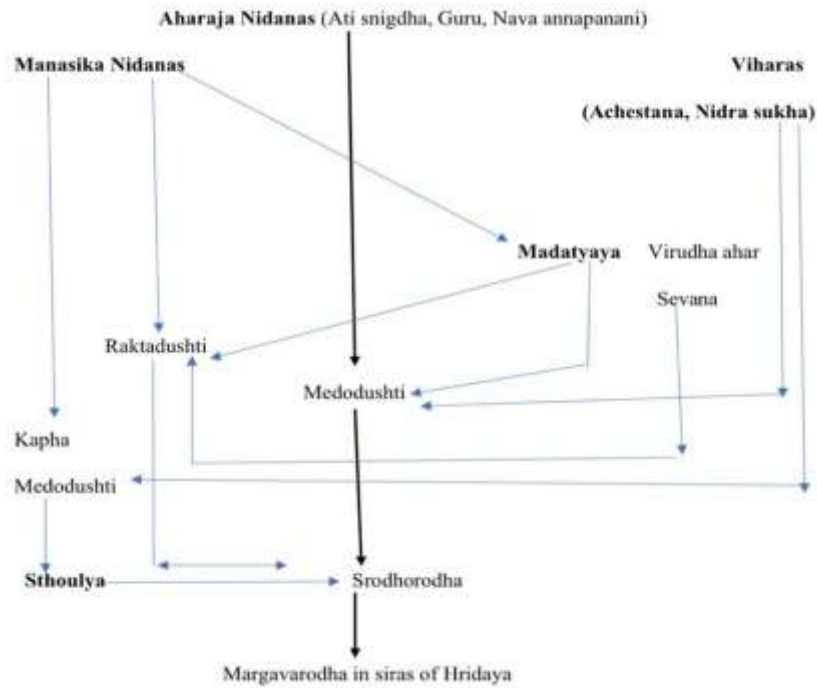 Aharaja Nidanas (Ati snigdha, Guru, Nava annapanani)
Manasika Nidanas
Viharas
(Achestana, Nidra sukha)
Madatyaya
Virudha ahar
Sevana
Raktadushti
Medodushti
Kapha
Medodushti
Sthoulya
Srodhorodha
Margavarodha in siras of Hridaya